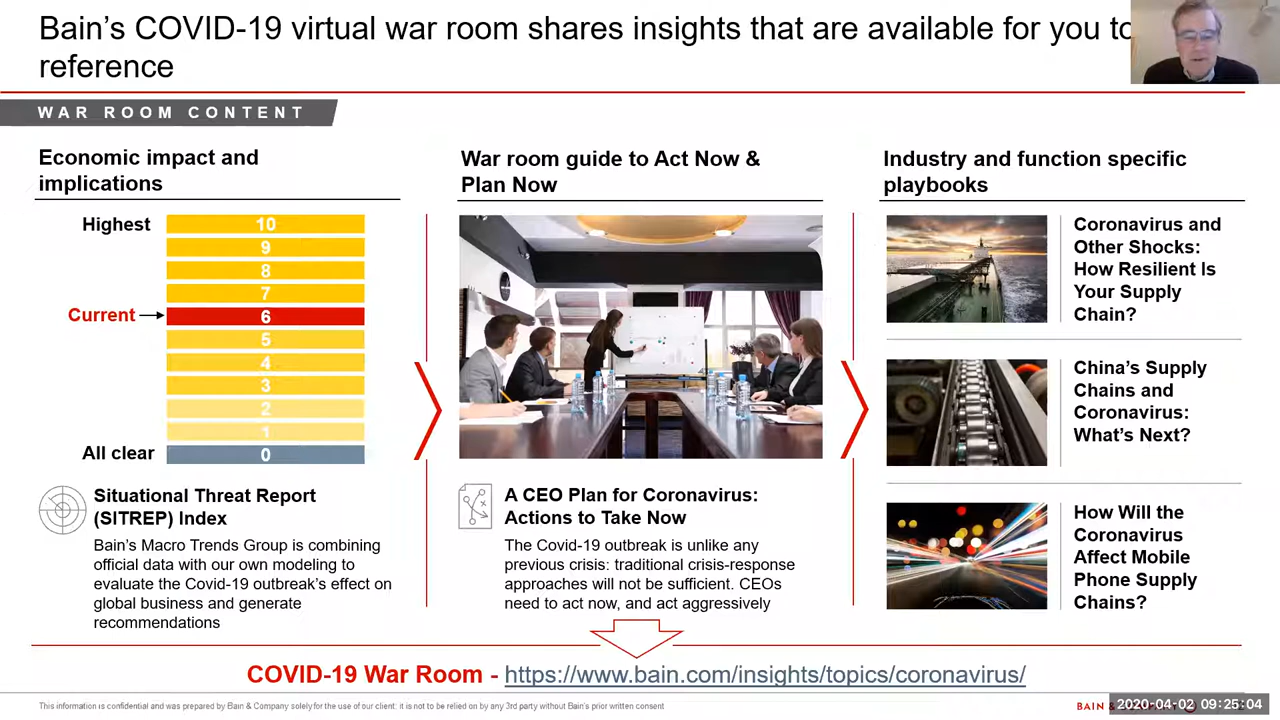 Bain's COVID-19 virtual war room shares insights that are available for you to
reference
WAR ROOM CONTENT
Economic impact and
implications
Highest
10
9
8
7
Current
6
5
4
3
2
1
All clear
0
Situational Threat Report
(SITREP) Index
Bain's Macro Trends Group is combining
official data with our own modeling to
evaluate the Covid-19 outbreak's effect on
global business and generate
recommendations
War room guide to Act Now &
Plan Now
A CEO Plan for Coronavirus:
Actions to Take Now
The Covid-19 outbreak is unlike any
previous crisis: traditional crisis-response
approaches will not be sufficient. CEOs
need to act now, and act aggressively
Industry and function specific
playbooks
Coronavirus and
Other Shocks:
How Resilient Is
Your Supply
Chain?
China's Supply
Chains and
Coronavirus:
What's Next?
How Will the
Coronavirus
Affect Mobile
Phone Supply
Chains?
COVID-19 War Room - https://www.bain.com/insights/topics/coronavirus/
This information is confidential and was prepared by Bain & Company solely for the use of our client: it is not to be relied on by any 3rd party without Bain's prior written consent
BAIN &
2020-04-02 09:25:04